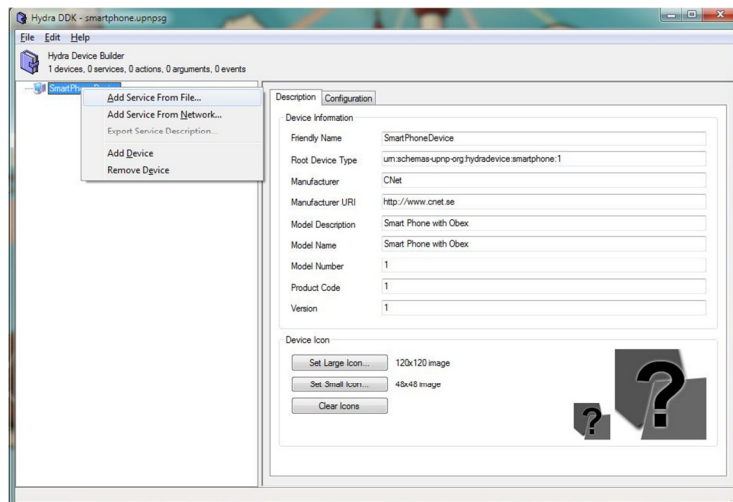 Hydra DDK - smartphone.upnpsg
File Edit Help
Hydra Device Builder
1 devices, 0 services, 0 actions, 0 arguments, 0 events
Add Service From File...
Add Service From Network...
Export Service Description...
Add Device
Remove Device
Description Configuration
Device Information
Friendly Name SmartPhoneDevice
Root Device Type urn:schemas-upnp-org:hydradevice:smartphone:1
Manufacturer CNet
Manufacturer URI http://www.cnet.se
Model Description Smart Phone with Obex
Model Name Smart Phone with Obex
Model Number 1
Product Code 1
Version 1
Device Icon
Set Large Icon... 120x120 image
Set Small Icon... 48x48 image
Clear Icons
? ?